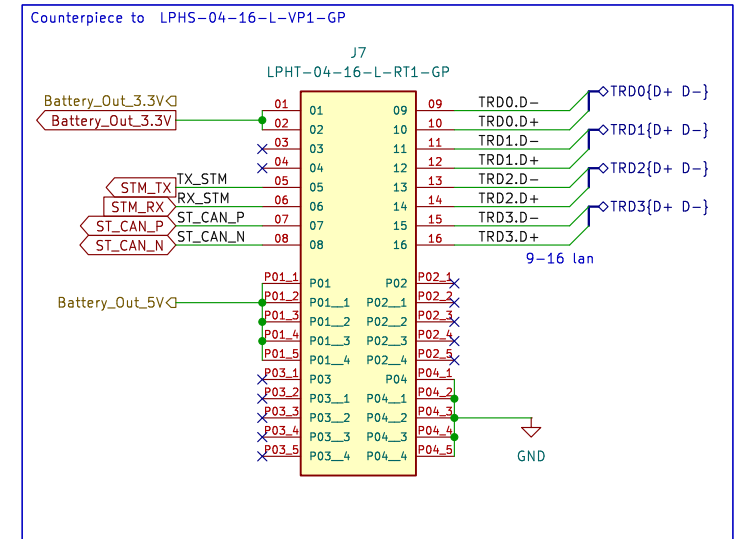 Counterpiece to LPHS-04-16-L-VP1-GP
J7
LPHT-04-16-L-RT1-GP
Battery_Out_3.3V
Battery_Out_3.3V
01 01 09 09 TRD0.D- TRD0{D+ D-}
02 02 10 10 TRD0.D+
03 03 11 11 TRD1.D- TRD1{D+ D-}
04 04 12 12 TRD1.D+
STM_TX TX_STM 05 05 13 13 TRD2.D- TRD2{D+ D-}
STM_RX RX_STM 06 06 14 14 TRD2.D+
ST_CAN_P ST_CAN_P 07 07 15 15 TRD3.D- TRD3{D+ D-}
ST_CAN_N ST_CAN_N 08 08 16 16 TRD3.D+
9-16 lan
P01_1 P01 P02 P02_1
Battery_Out_5V P01_2 P01__1 P02__1 P02_2
P01_3 P01__2 P02__2 P02_3
P01_4 P01__3 P02__3 P02_4
P01_5 P01__4 P02__4 P02_5
P03_1 P03 P04 P04_1
P03_2 P03__1 P04__1 P04_2
P03_3 P03__2 P04__2 P04_3
P03_4 P03__3 P04__3 P04_4
P03_5 P03__4 P04__4 P04_5
GND